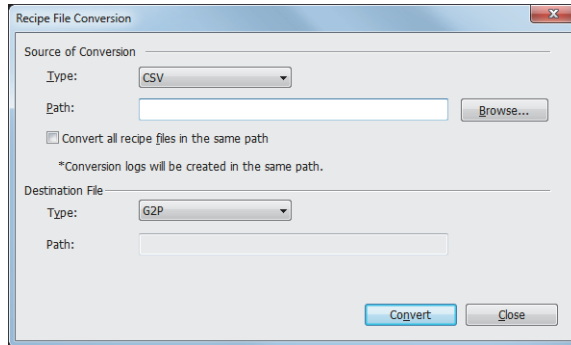 Recipe File Conversion
Source of Conversion
Type: CSV
Path: Browse...
Convert all recipe files in the same path
*Conversion logs will be created in the same path.
Destination File
Type: G2P
Path:
Convert Close